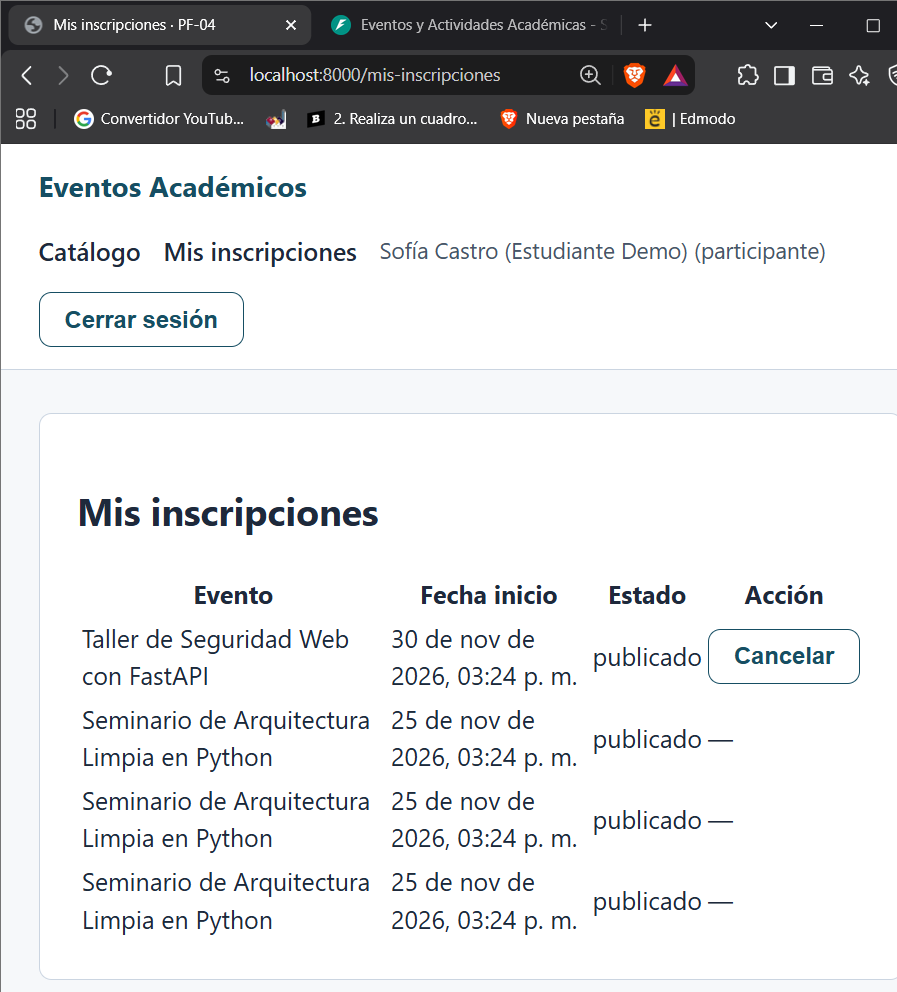 Mis inscripciones · PF-04
Eventos y Actividades Académicas - S
localhost:8000/mis-inscripciones
Convertidor YouTub...
2. Realiza un cuadro...
Nueva pestaña
| Edmodo
Eventos Académicos
Catálogo Mis inscripciones Sofía Castro (Estudiante Demo) (participante)
Cerrar sesión
Mis inscripciones
Evento Fecha inicio Estado Acción
Taller de Seguridad Web
con FastAPI
30 de nov de
2026, 03:24 p. m.
publicado
Cancelar
Seminario de Arquitectura
Limpia en Python
25 de nov de
2026, 03:24 p. m.
publicado —
Seminario de Arquitectura
Limpia en Python
25 de nov de
2026, 03:24 p. m.
publicado —
Seminario de Arquitectura
Limpia en Python
25 de nov de
2026, 03:24 p. m.
publicado —